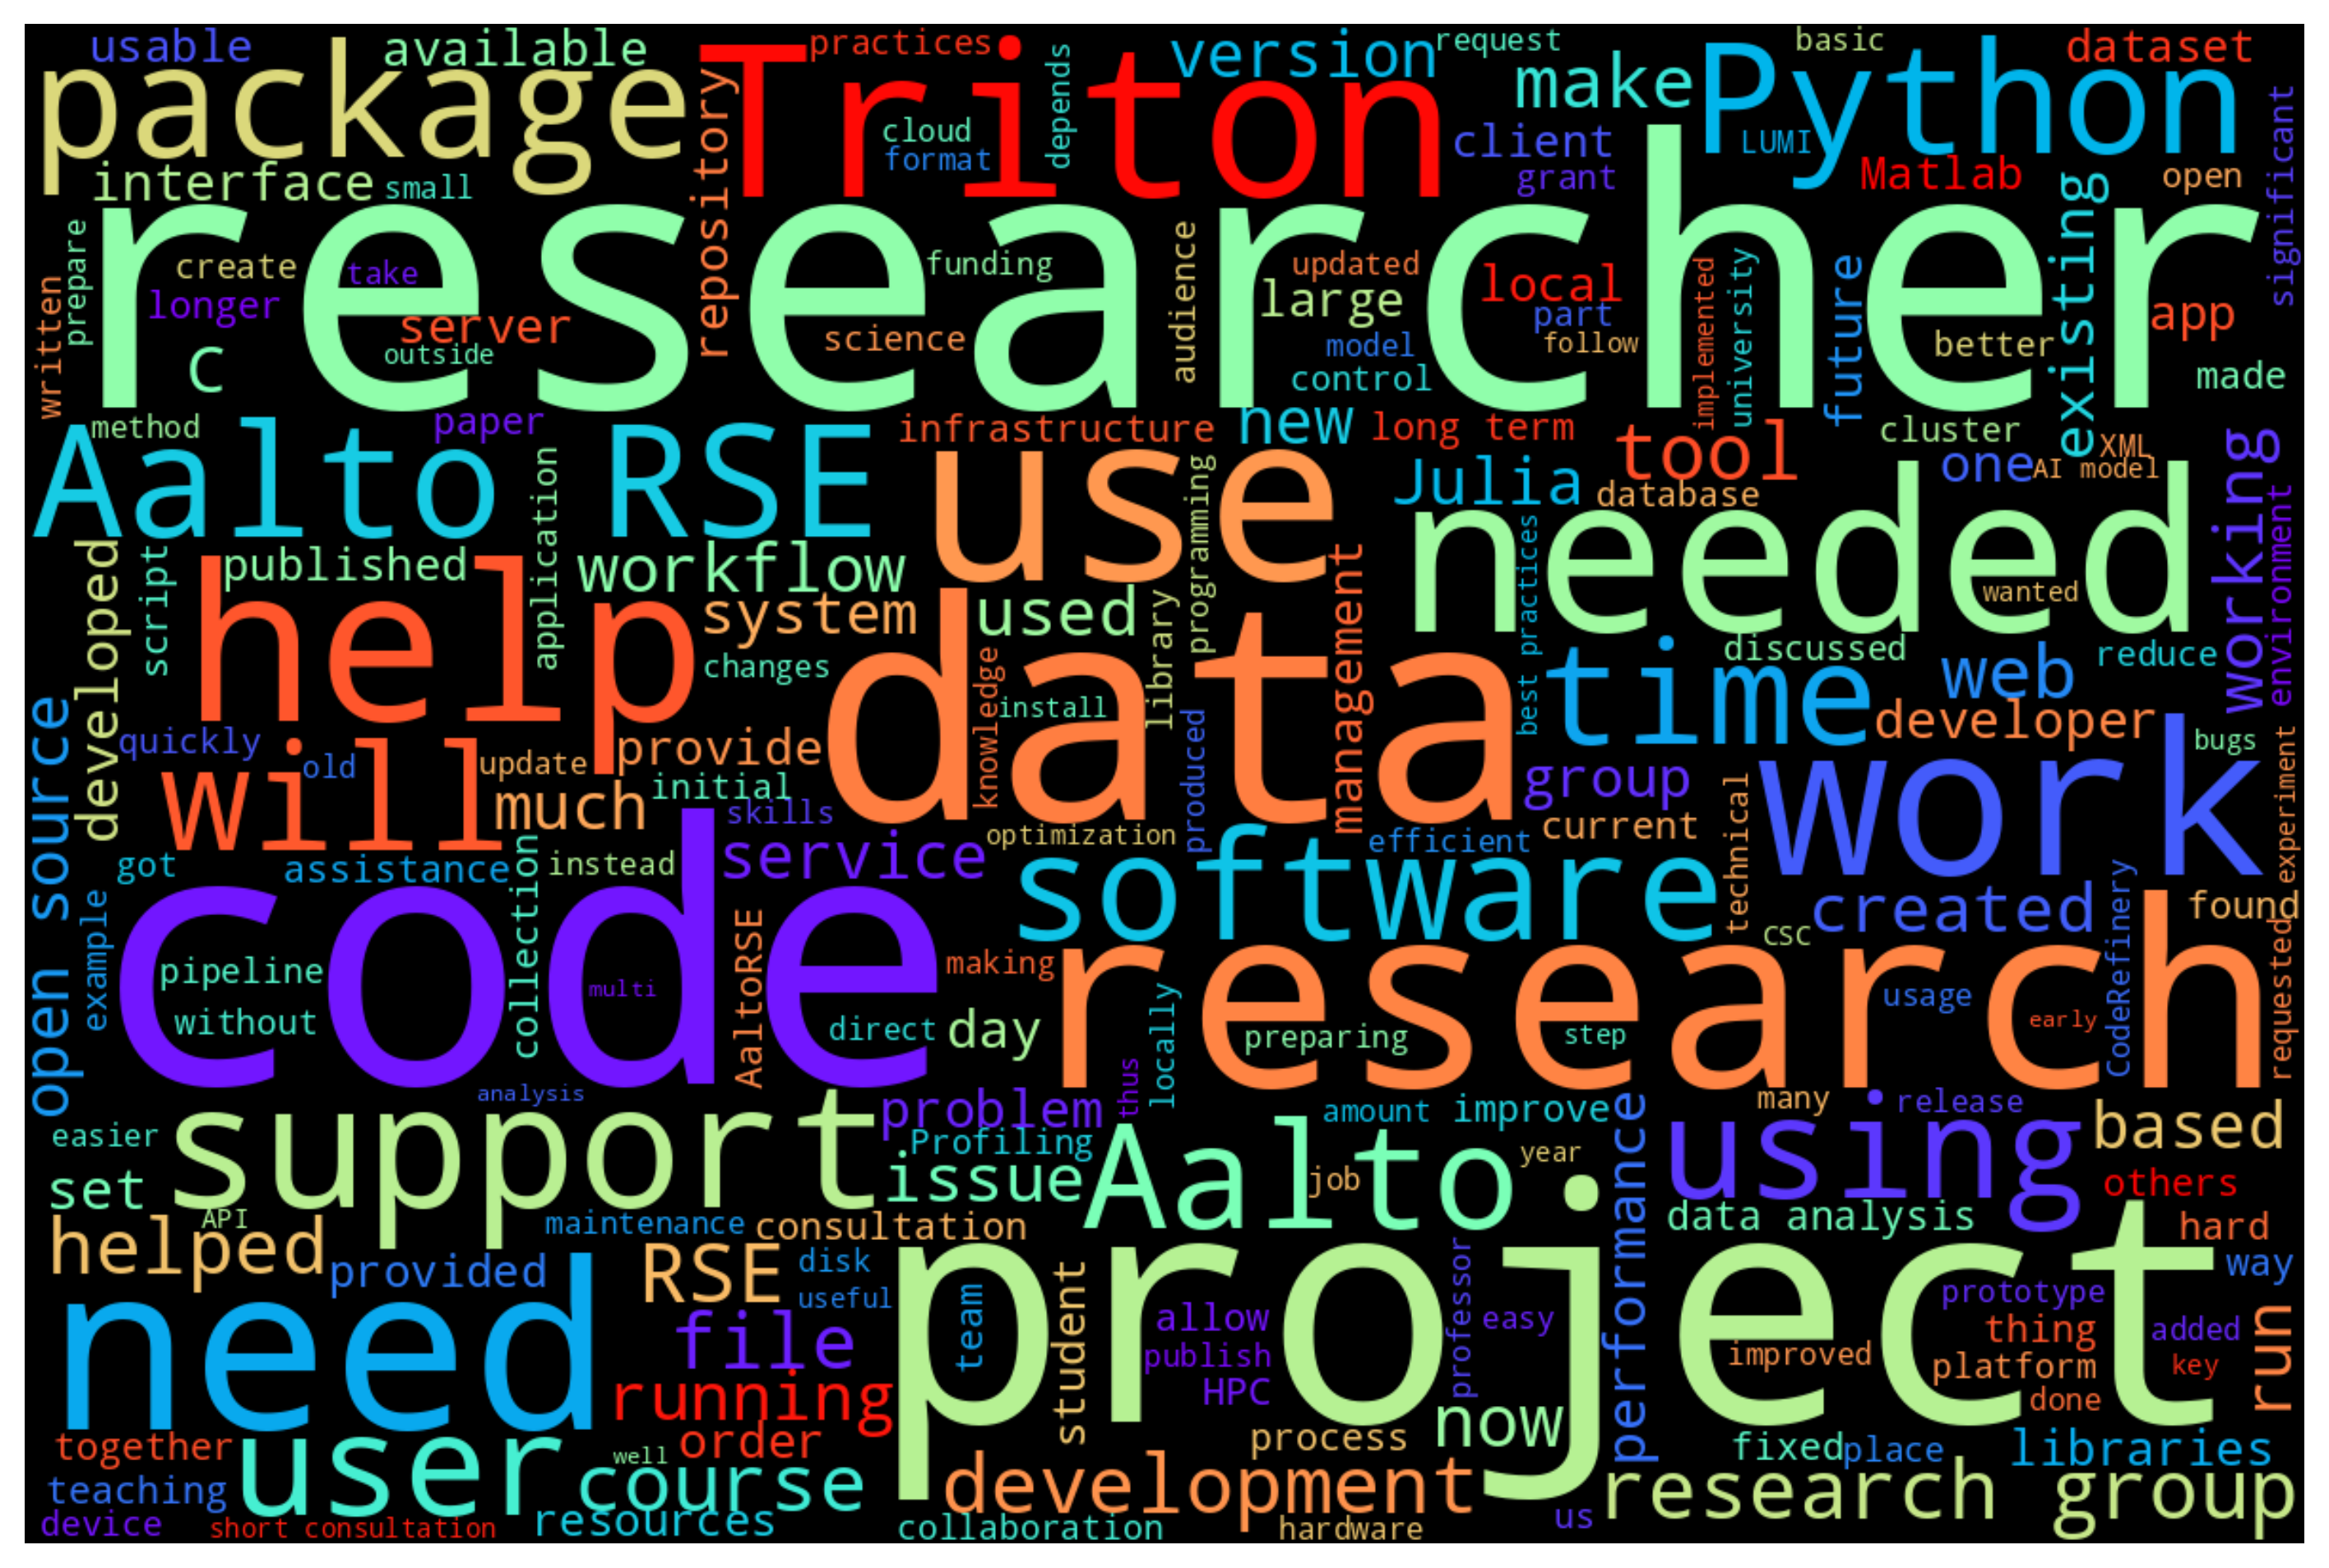 usable
available
practices
version
request
basic
dataset
package
Triton
make
Python
repository
depends
cloud
format
client
LUMI
significant
interface
small
grant
Matlab
open
researcher
existing
prepare
create
take
funding
audience
updated
local
implemented
university
future
written
longer
server
science
large
part
app
c
outside
model
follow
better
control
made
method
paper
infrastructure
new
long term
tool
cluster
XML
Aalto RSE
use
Julia
database
one
AI model
working
application
programming
needed
environment
developed
script
published
workflow
best practices
wanted
help
system
used
library
management
discussed
reduce
changes
knowledge
install
data
time
web
open source
quickly
old
update
provide
produced
developer
bugs
will
much
initial
group
technical
work
experiment
skills
optimization
efficient
current
got
assistance
collection
instead
service
software
created
found
example
code
CSC
CodeRefinery
requested
pipeline
multi
AaltoRSE
making
research
without
direct
day
locally
preparing
step
usage
early
analysis
thus
support
problem
amount
improve
performance
many
release
easier
Profiling
Aalto
year
using
based
set
issue
job
others
API
helped
maintenance
consultation
data analysis
hard
provided
RSE
disk
student
professor
way
need
useful
project
prototype
file
team
allow
easy
thing
added
run
publish
improved
platform
key
running
HPC
done
together
user
order
process
now
fixed
place
libraries
well
course
teaching
development
research group
device
short consultation
resources
collaboration
hardware
us